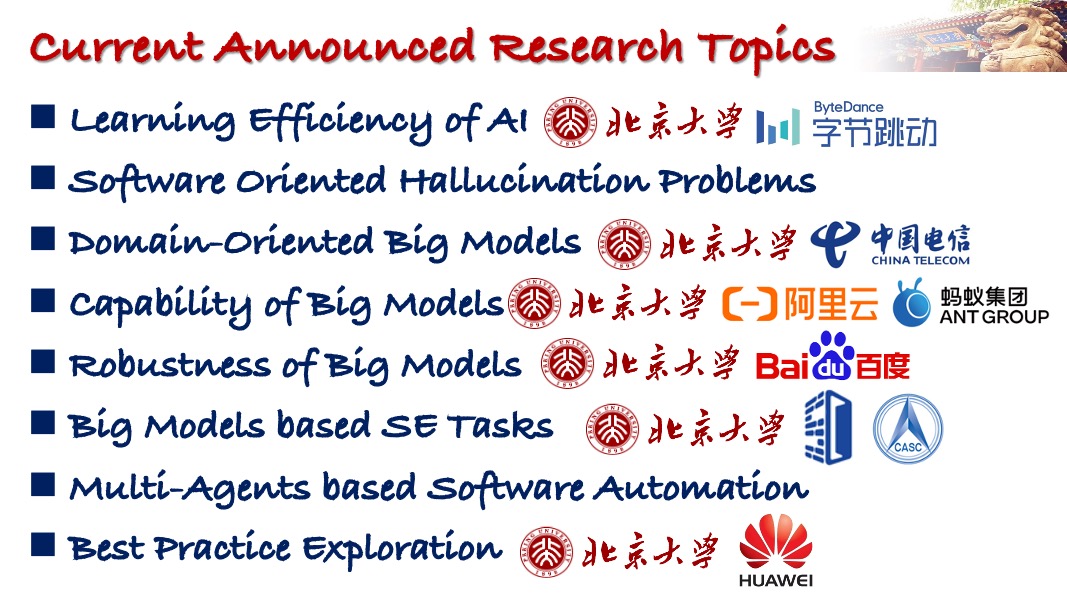 Current Announced Research Topics
Learning Efficiency of AI 北京大学 ByteDance 字节跳动
Software Oriented Hallucination Problems
Domain-Oriented Big Models 北京大学 中国电信 CHINA TELECOM
Capability of Big Models 北京大学 阿里云 蚂蚁集团 ANT GROUP
Robustness of Big Models 北京大学 Bai du 百度
Big Models based SE Tasks 北京大学 CASC
Multi-Agents based Software Automation
Best Practice Exploration 北京大学 HUAWEI